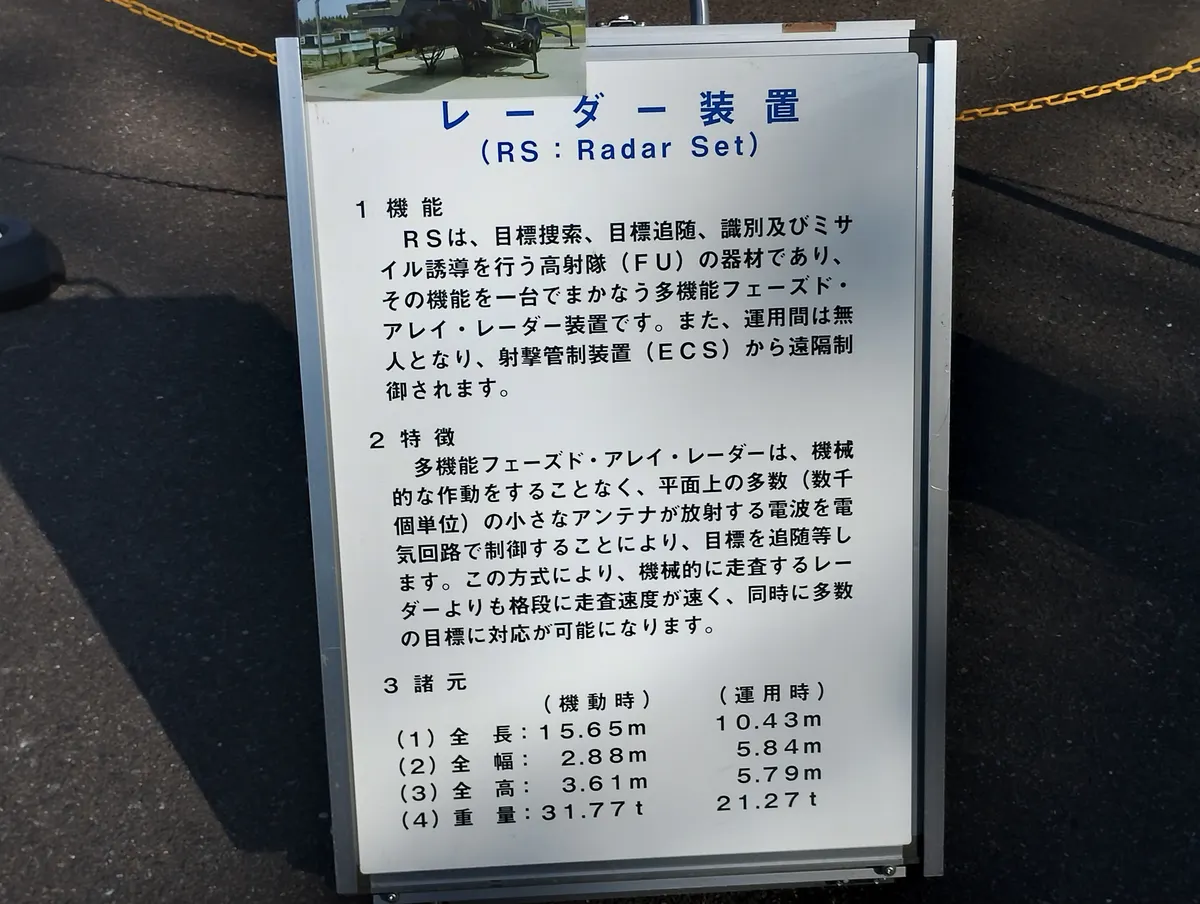 レーダー装置
(RS：Radar Set)
1 機能
ＲＳは、目標捜索、目標追随、識別及びミサ
イル誘導を行う高射隊（ＦＵ）の器材であり、
その機能を一台でまかなう多機能フェーズド・
アレイ・レーダー装置です。また、運用間は無
人となり、射撃管制装置（ＥＣＳ）から遠隔制
御されます。
2 特徴
多機能フェーズド・アレイ・レーダーは、機械
的な作動をすることなく、平面上の多数（数千
個単位）の小さなアンテナが放射する電波を電
気回路で制御することにより、目標を追随等し
ます。この方式により、機械的に走査するレー
ダーよりも格段に走査速度が速く、同時に多数
の目標に対応が可能になります。
3 諸元
（機動時） （運用時）
(1) 全長：15.65m 10.43m
(2) 全幅： 2.88m 5.84m
(3) 全高： 3.61m 5.79m
(4) 重量：31.77t 21.27t